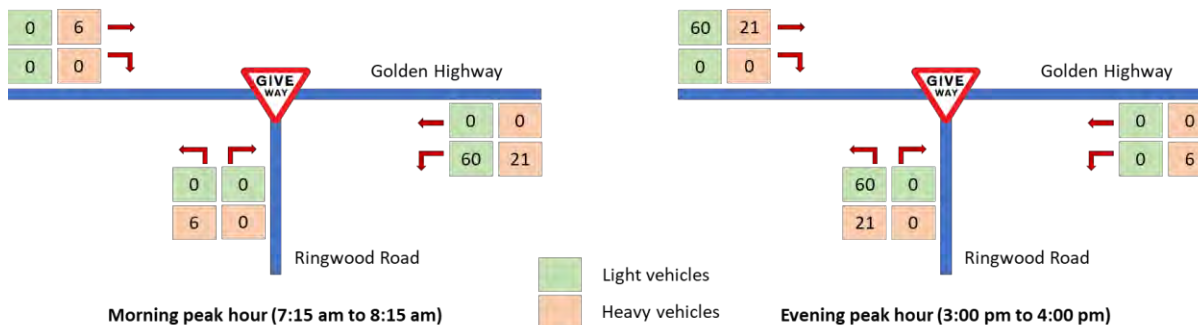 0 6
0 0
GIVE
WAY
Golden Highway
0 0
60 21
0 0
6 0
Ringwood Road
Morning peak hour (7:15 am to 8:15 am)
Light vehicles
Heavy vehicles
60 21
0 0
GIVE
WAY
Golden Highway
0 0
0 6
60 0
21 0
Ringwood Road
Evening peak hour (3:00 pm to 4:00 pm)